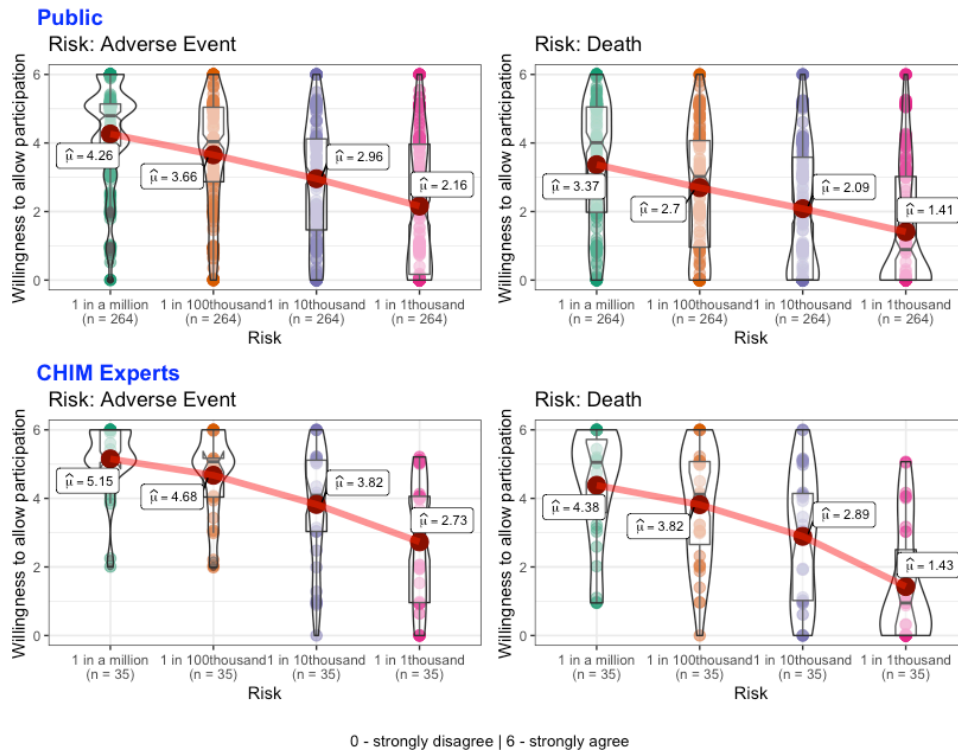 Public
Risk: Adverse Event
Willingness to allow participation
6
4
2
0
μ̂ = 4.26
μ̂ = 3.66
μ̂ = 2.96
μ̂ = 2.16
1 in a million 1 in 100thousand 1 in 10thousand 1 in 1thousand
(n = 264) (n = 264) (n = 264) (n = 264)
Risk
Risk: Death
Willingness to allow participation
6
4
2
0
μ̂ = 3.37
μ̂ = 2.7
μ̂ = 2.09
μ̂ = 1.41
1 in a million 1 in 100thousand 1 in 10thousand 1 in 1thousand
(n = 264) (n = 264) (n = 264) (n = 264)
Risk
CHIM Experts
Risk: Adverse Event
Willingness to allow participation
6
4
2
0
μ̂ = 5.15
μ̂ = 4.68
μ̂ = 3.82
μ̂ = 2.73
1 in a million 1 in 100thousand 1 in 10thousand 1 in 1thousand
(n = 35) (n = 35) (n = 35) (n = 35)
Risk
Risk: Death
Willingness to allow participation
6
4
2
0
μ̂ = 4.38
μ̂ = 3.82
μ̂ = 2.89
μ̂ = 1.43
1 in a million 1 in 100thousand 1 in 10thousand 1 in 1thousand
(n = 35) (n = 35) (n = 35) (n = 35)
Risk
0 - strongly disagree | 6 - strongly agree